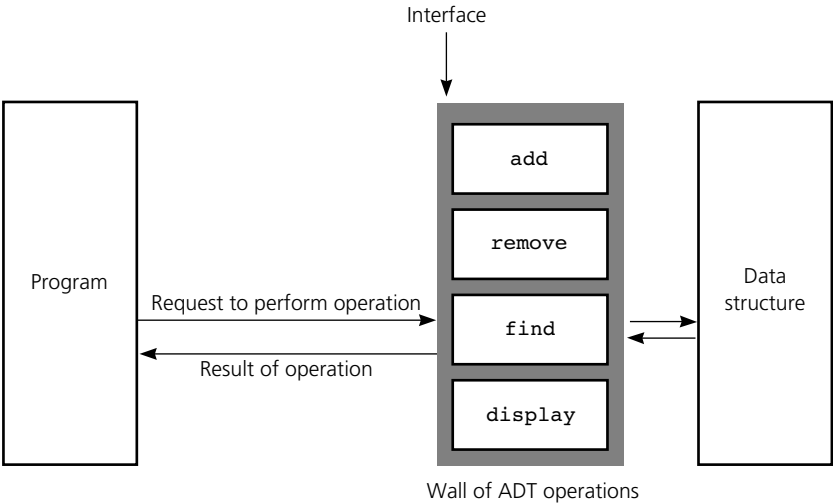 Interface
add
remove
Program
Data
structure
Request to perform operation
find
Result of operation
display
Wall of ADT operations